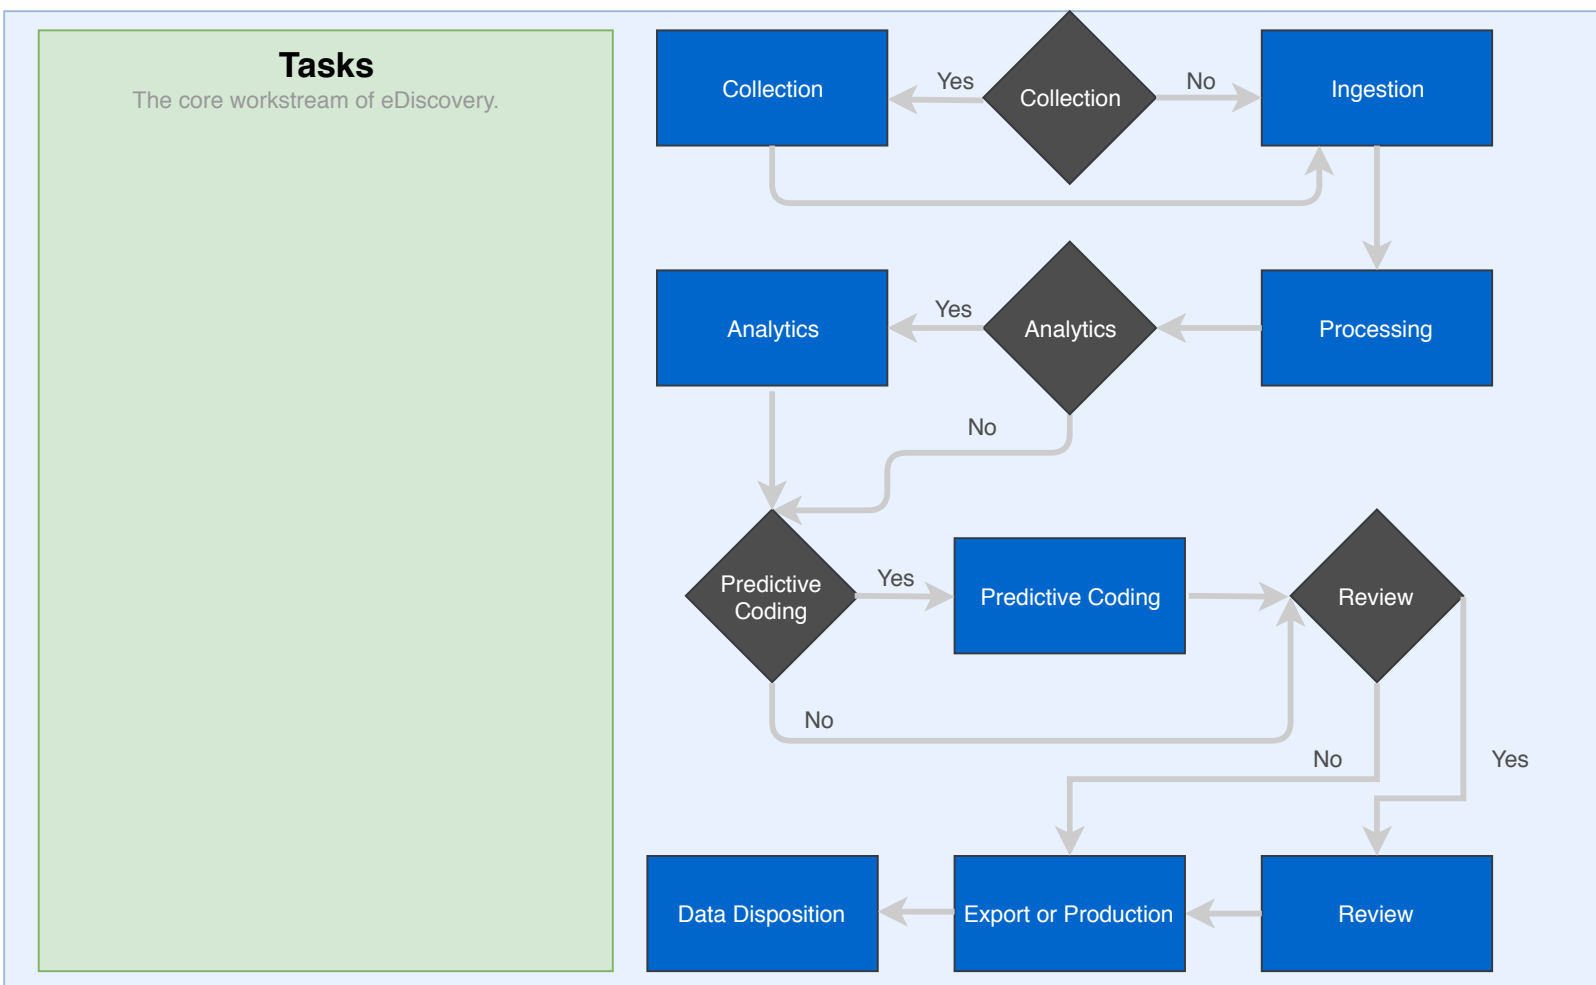 Tasks
The core workstream of eDiscovery.
Collection
Yes
Collection
No
Ingestion
Analytics
Yes
Analytics
Processing
No
Predictive
Coding
Yes
Predictive Coding
Review
No
No
Yes
Data Disposition
Export or Production
Review